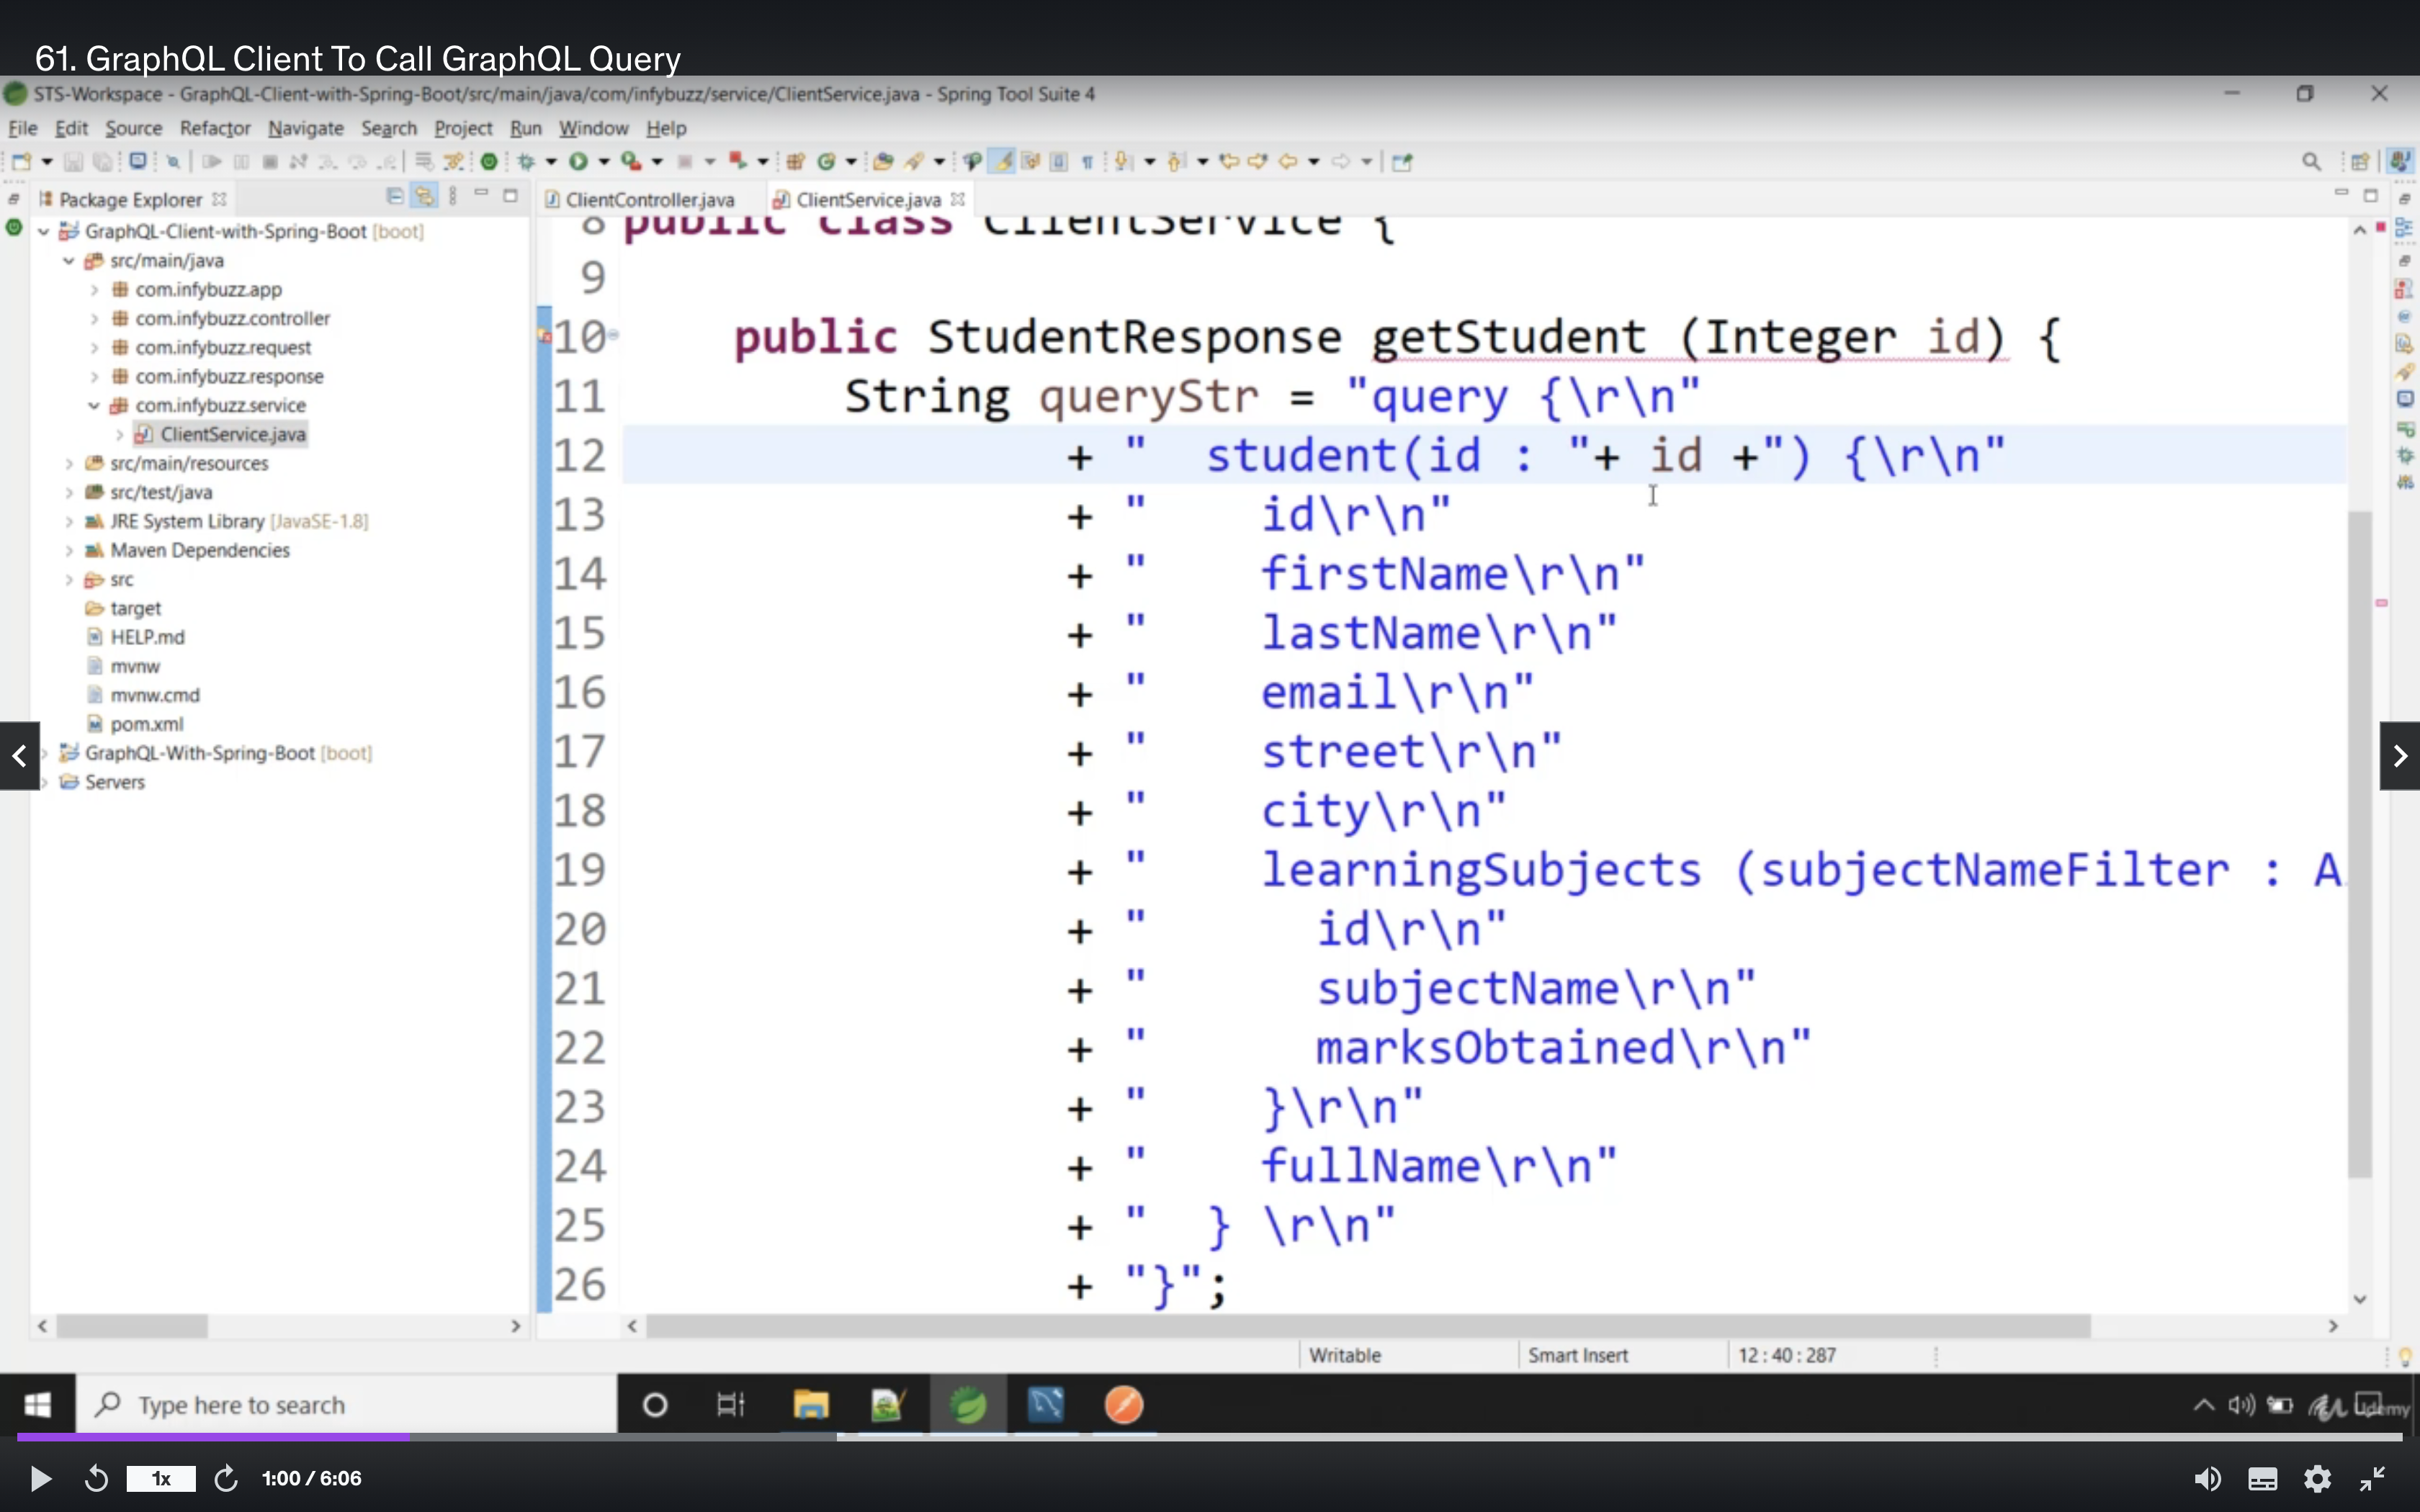 61. GraphQL Client To Call GraphQL Query
STS-Workspace - GraphQL-Client-with-Spring-Boot/src/main/java/com/infybuzz/service/ClientService.java - Spring Tool Suite 4
File Edit Source Refactor Navigate Search Project Run Window Help
Package Explorer
ClientController.java
ClientService.java
GraphQL-Client-with-Spring-Boot [boot]
src/main/java
com.infybuzz.app
com.infybuzz.controller
com.infybuzz.request
com.infybuzz.response
com.infybuzz.service
ClientService.java
src/main/resources
src/test/java
JRE System Library [JavaSE-1.8]
Maven Dependencies
src
target
HELP.md
mvnw
mvnw.cmd
pom.xml
GraphQL-With-Spring-Boot [boot]
Servers
8 public class ClientService {
9
10 public StudentResponse getStudent (Integer id) {
11 String queryStr = "query {\r\n"
12 + "  student(id : "+ id +") {\r\n"
13 + "    id\r\n"
14 + "    firstName\r\n"
15 + "    lastName\r\n"
16 + "    email\r\n"
17 + "    street\r\n"
18 + "    city\r\n"
19 + "    learningSubjects (subjectNameFilter : A
20 + "      id\r\n"
21 + "      subjectName\r\n"
22 + "      marksObtained\r\n"
23 + "    }\r\n"
24 + "    fullName\r\n"
25 + "  } \r\n"
26 + "}";
Writable
Smart Insert
12 : 40 : 287
Type here to search
Udemy
1x
1:00 / 6:06